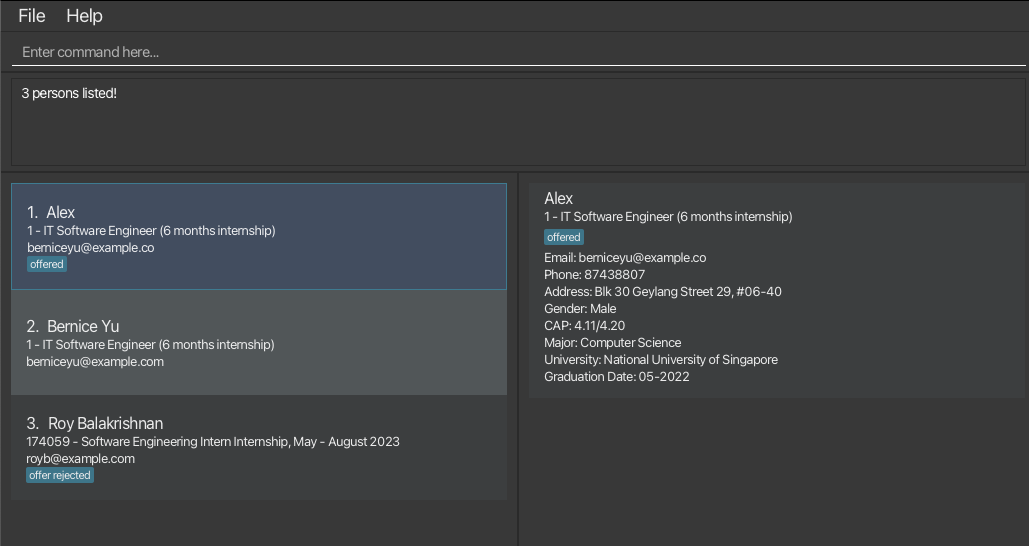 File Help
Enter command here...
3 persons listed!
1. Alex
1 - IT Software Engineer (6 months internship)
berniceyu@example.co
offered
2. Bernice Yu
1 - IT Software Engineer (6 months internship)
berniceyu@example.com
3. Roy Balakrishnan
174059 - Software Engineering Intern Internship, May - August 2023
royb@example.com
offer rejected
Alex
1 - IT Software Engineer (6 months internship)
offered
Email: berniceyu@example.co
Phone: 87438807
Address: Blk 30 Geylang Street 29, #06-40
Gender: Male
CAP: 4.11/4.20
Major: Computer Science
University: National University of Singapore
Graduation Date: 05-2022